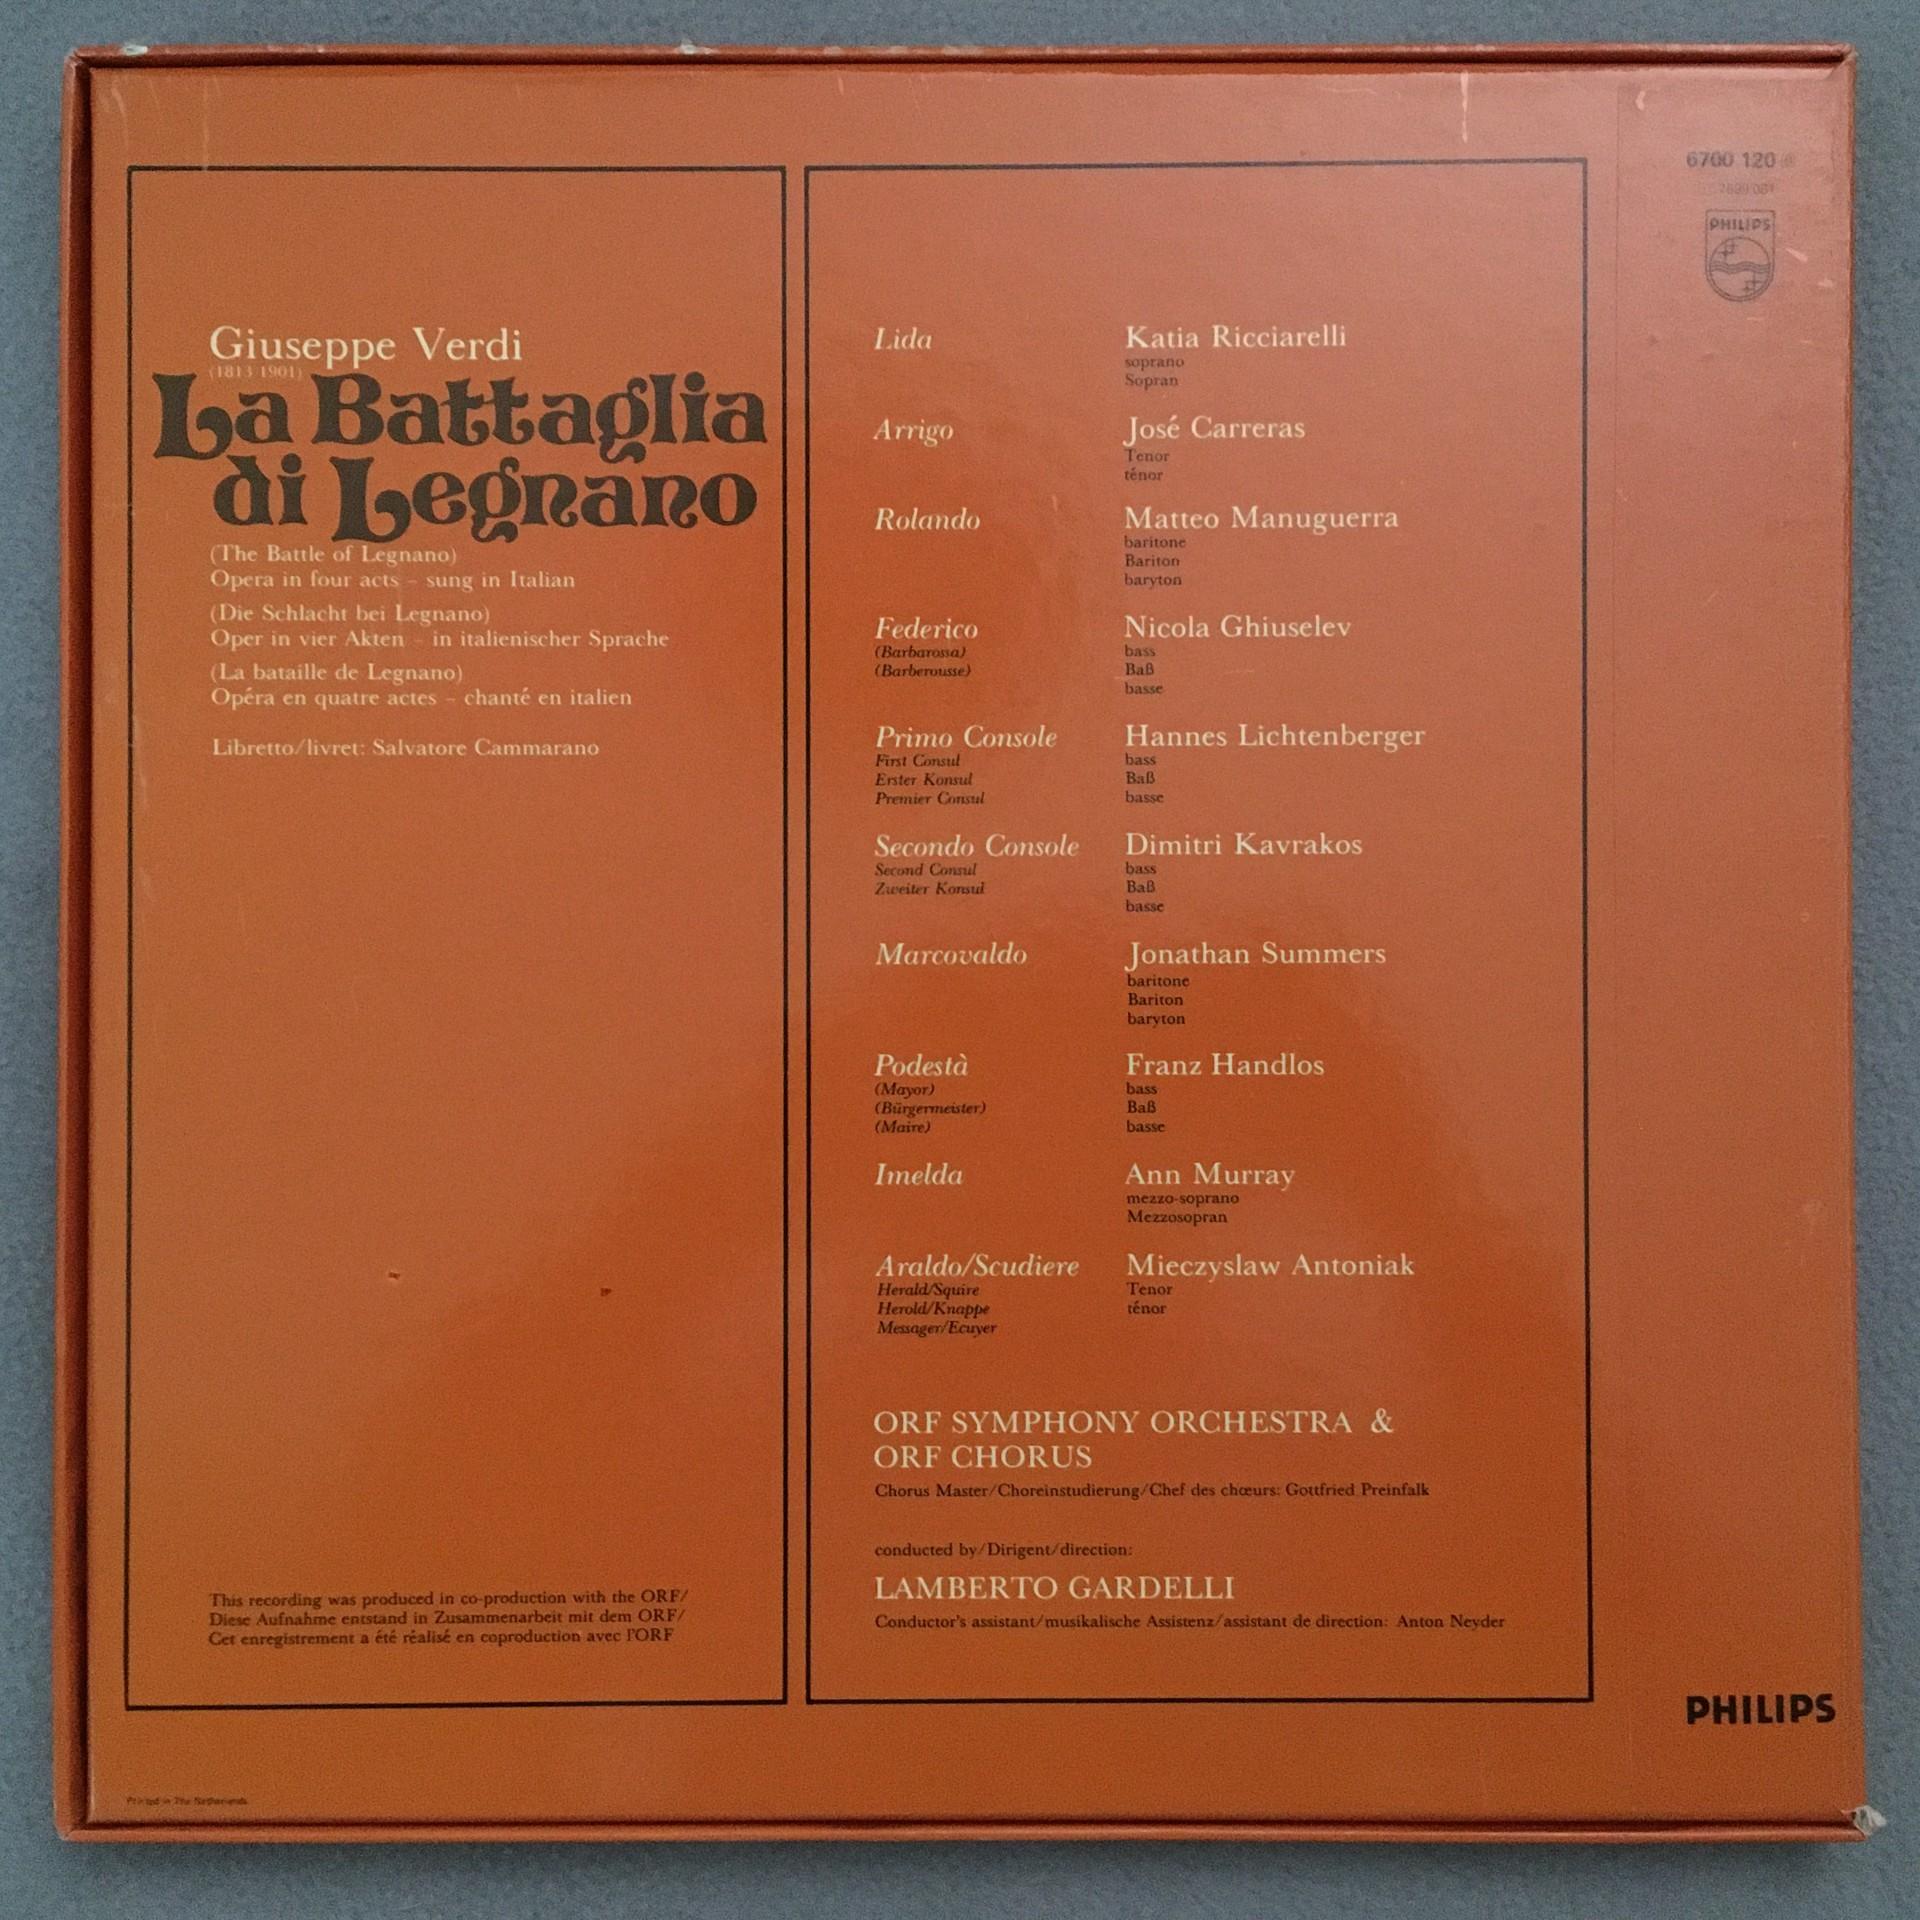 Giuseppe Verdi
(1813-1901)
La Battaglia
di Legnano
(The Battle of Legnano)
Opera in four acts – sung in Italian
(Die Schlacht bei Legnano)
Oper in vier Akten – in italienischer Sprache
(La bataille de Legnano)
Opéra en quatre actes – chanté en italien
Libretto/livret: Salvatore Cammarano
This recording was produced in co-production with the ORF/
Diese Aufnahme entstand in Zusammenarbeit mit dem ORF/
Cet enregistrement a été réalisé en coproduction avec l'ORF
Printed in The Netherlands
Lida Katia Ricciarelli
soprano
Sopran
Arrigo José Carreras
Tenor
ténor
Rolando Matteo Manuguerra
baritone
Bariton
baryton
Federico Nicola Ghiuselev
(Barbarossa) bass
(Barberousse) Baß
basse
Primo Console Hannes Lichtenberger
First Consul bass
Erster Konsul Baß
Premier Consul basse
Secondo Console Dimitri Kavrakos
Second Consul bass
Zweiter Konsul Baß
basse
Marcovaldo Jonathan Summers
baritone
Bariton
baryton
Podestà Franz Handlos
(Mayor) bass
(Bürgermeister) Baß
(Maire) basse
Imelda Ann Murray
mezzo-soprano
Mezzosopran
Araldo/Scudiere Mieczyslaw Antoniak
Herald/Squire Tenor
Herold/Knappe ténor
Messager/Ecuyer
ORF SYMPHONY ORCHESTRA &
ORF CHORUS
Chorus Master/Choreinstudierung/Chef des chœurs: Gottfried Preinfalk
conducted by/Dirigent/direction:
LAMBERTO GARDELLI
Conductor's assistant/musikalische Assistenz/assistant de direction: Anton Neyder
6700 120
PHILIPS
PHILIPS